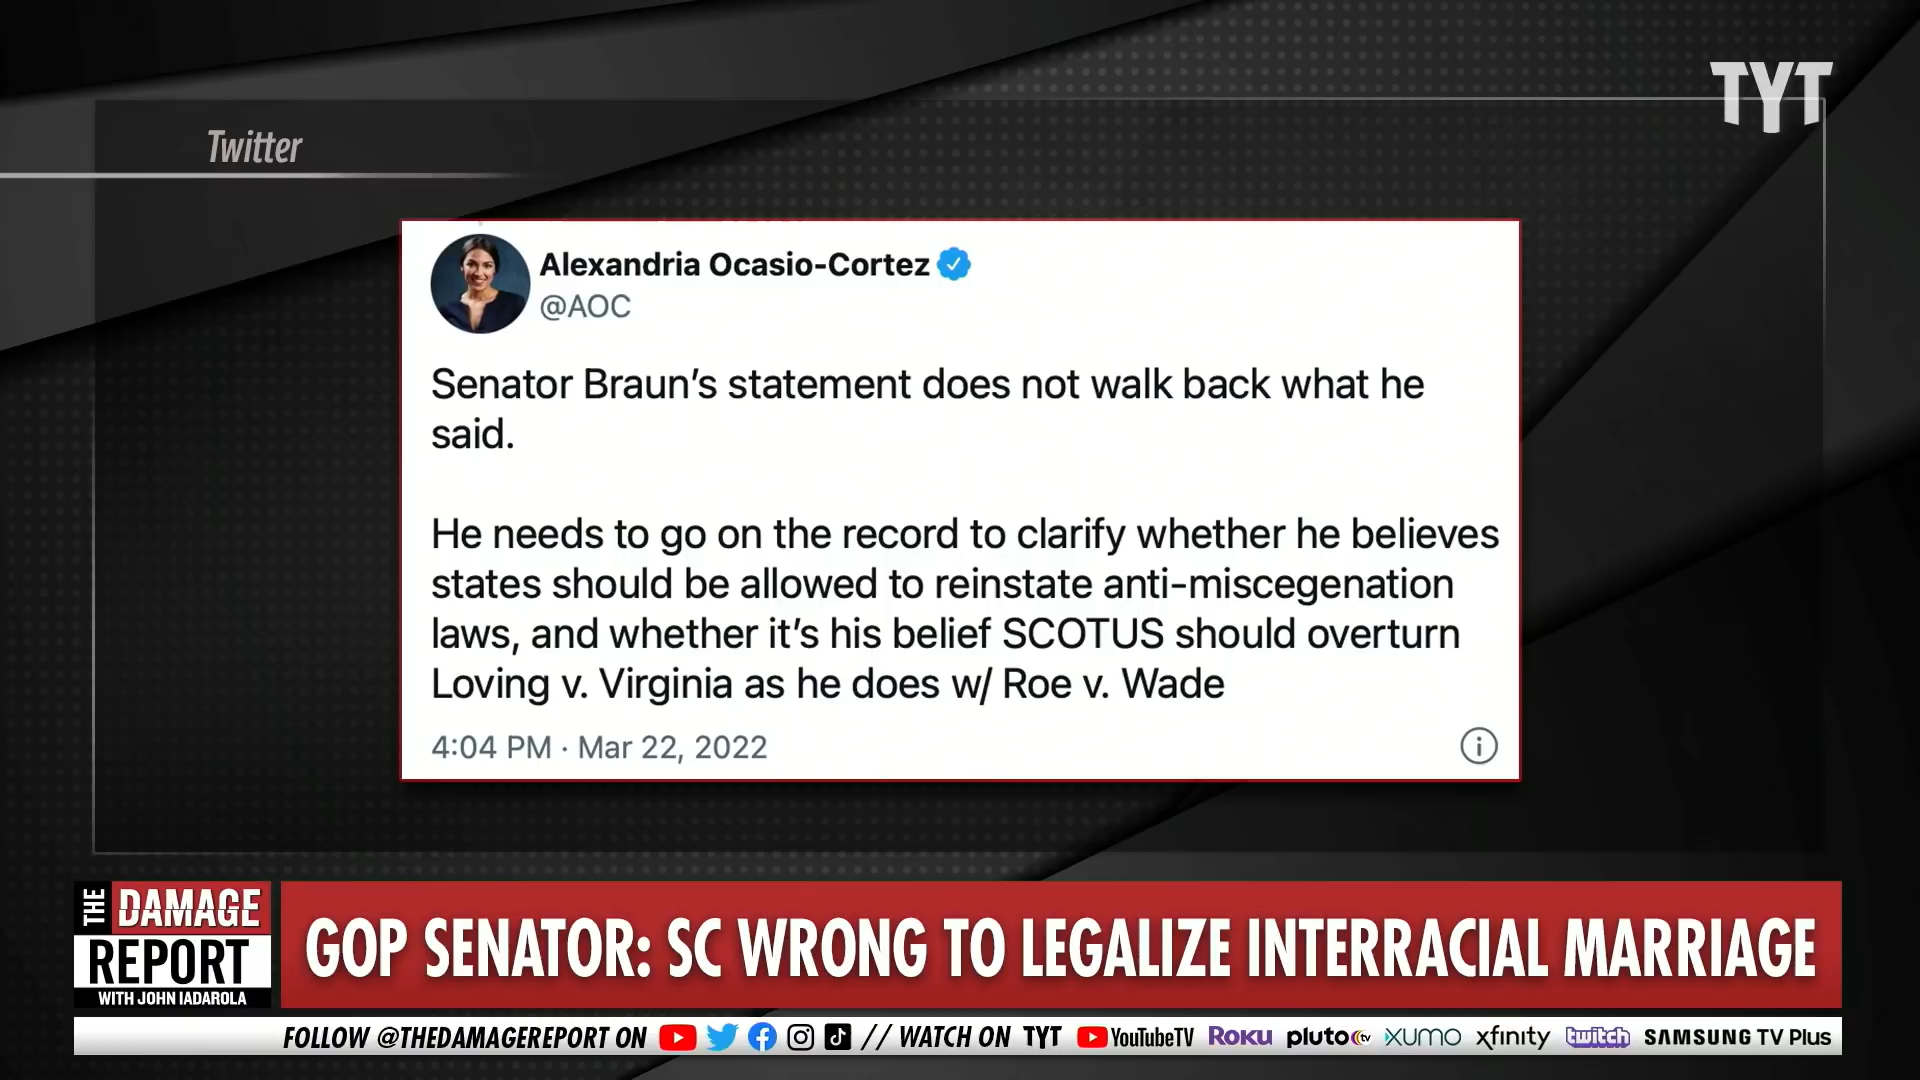 TYT
Twitter
Alexandria Ocasio-Cortez
@AOC
Senator Braun’s statement does not walk back what he
said.
He needs to go on the record to clarify whether he believes
states should be allowed to reinstate anti-miscegenation
laws, and whether it’s his belief SCOTUS should overturn
Loving v. Virginia as he does w/ Roe v. Wade
4:04 PM · Mar 22, 2022
THE DAMAGE
REPORT
WITH JOHN IADAROLA
GOP SENATOR: SC WRONG TO LEGALIZE INTERRACIAL MARRIAGE
FOLLOW @THEDAMAGEREPORT ON // WATCH ON TYT YouTubeTV ROKU pluto tv XUMO xfinity twitch SAMSUNG TV Plus